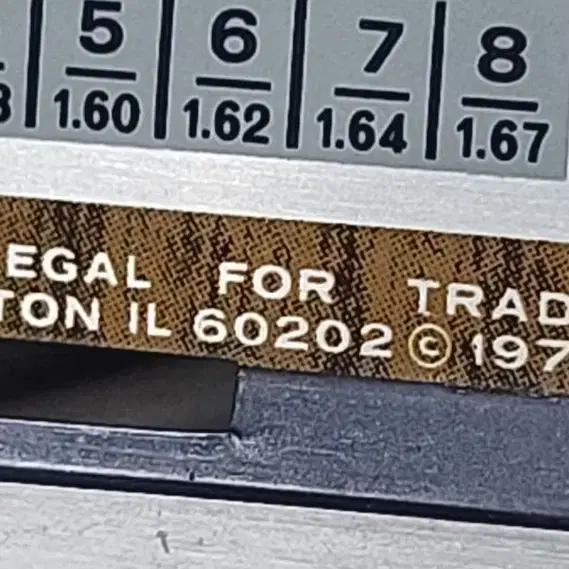 5 6 7 8
1.60 1.62 1.64 1.67
EGAL FOR TRAD
TON IL 60202 © 197